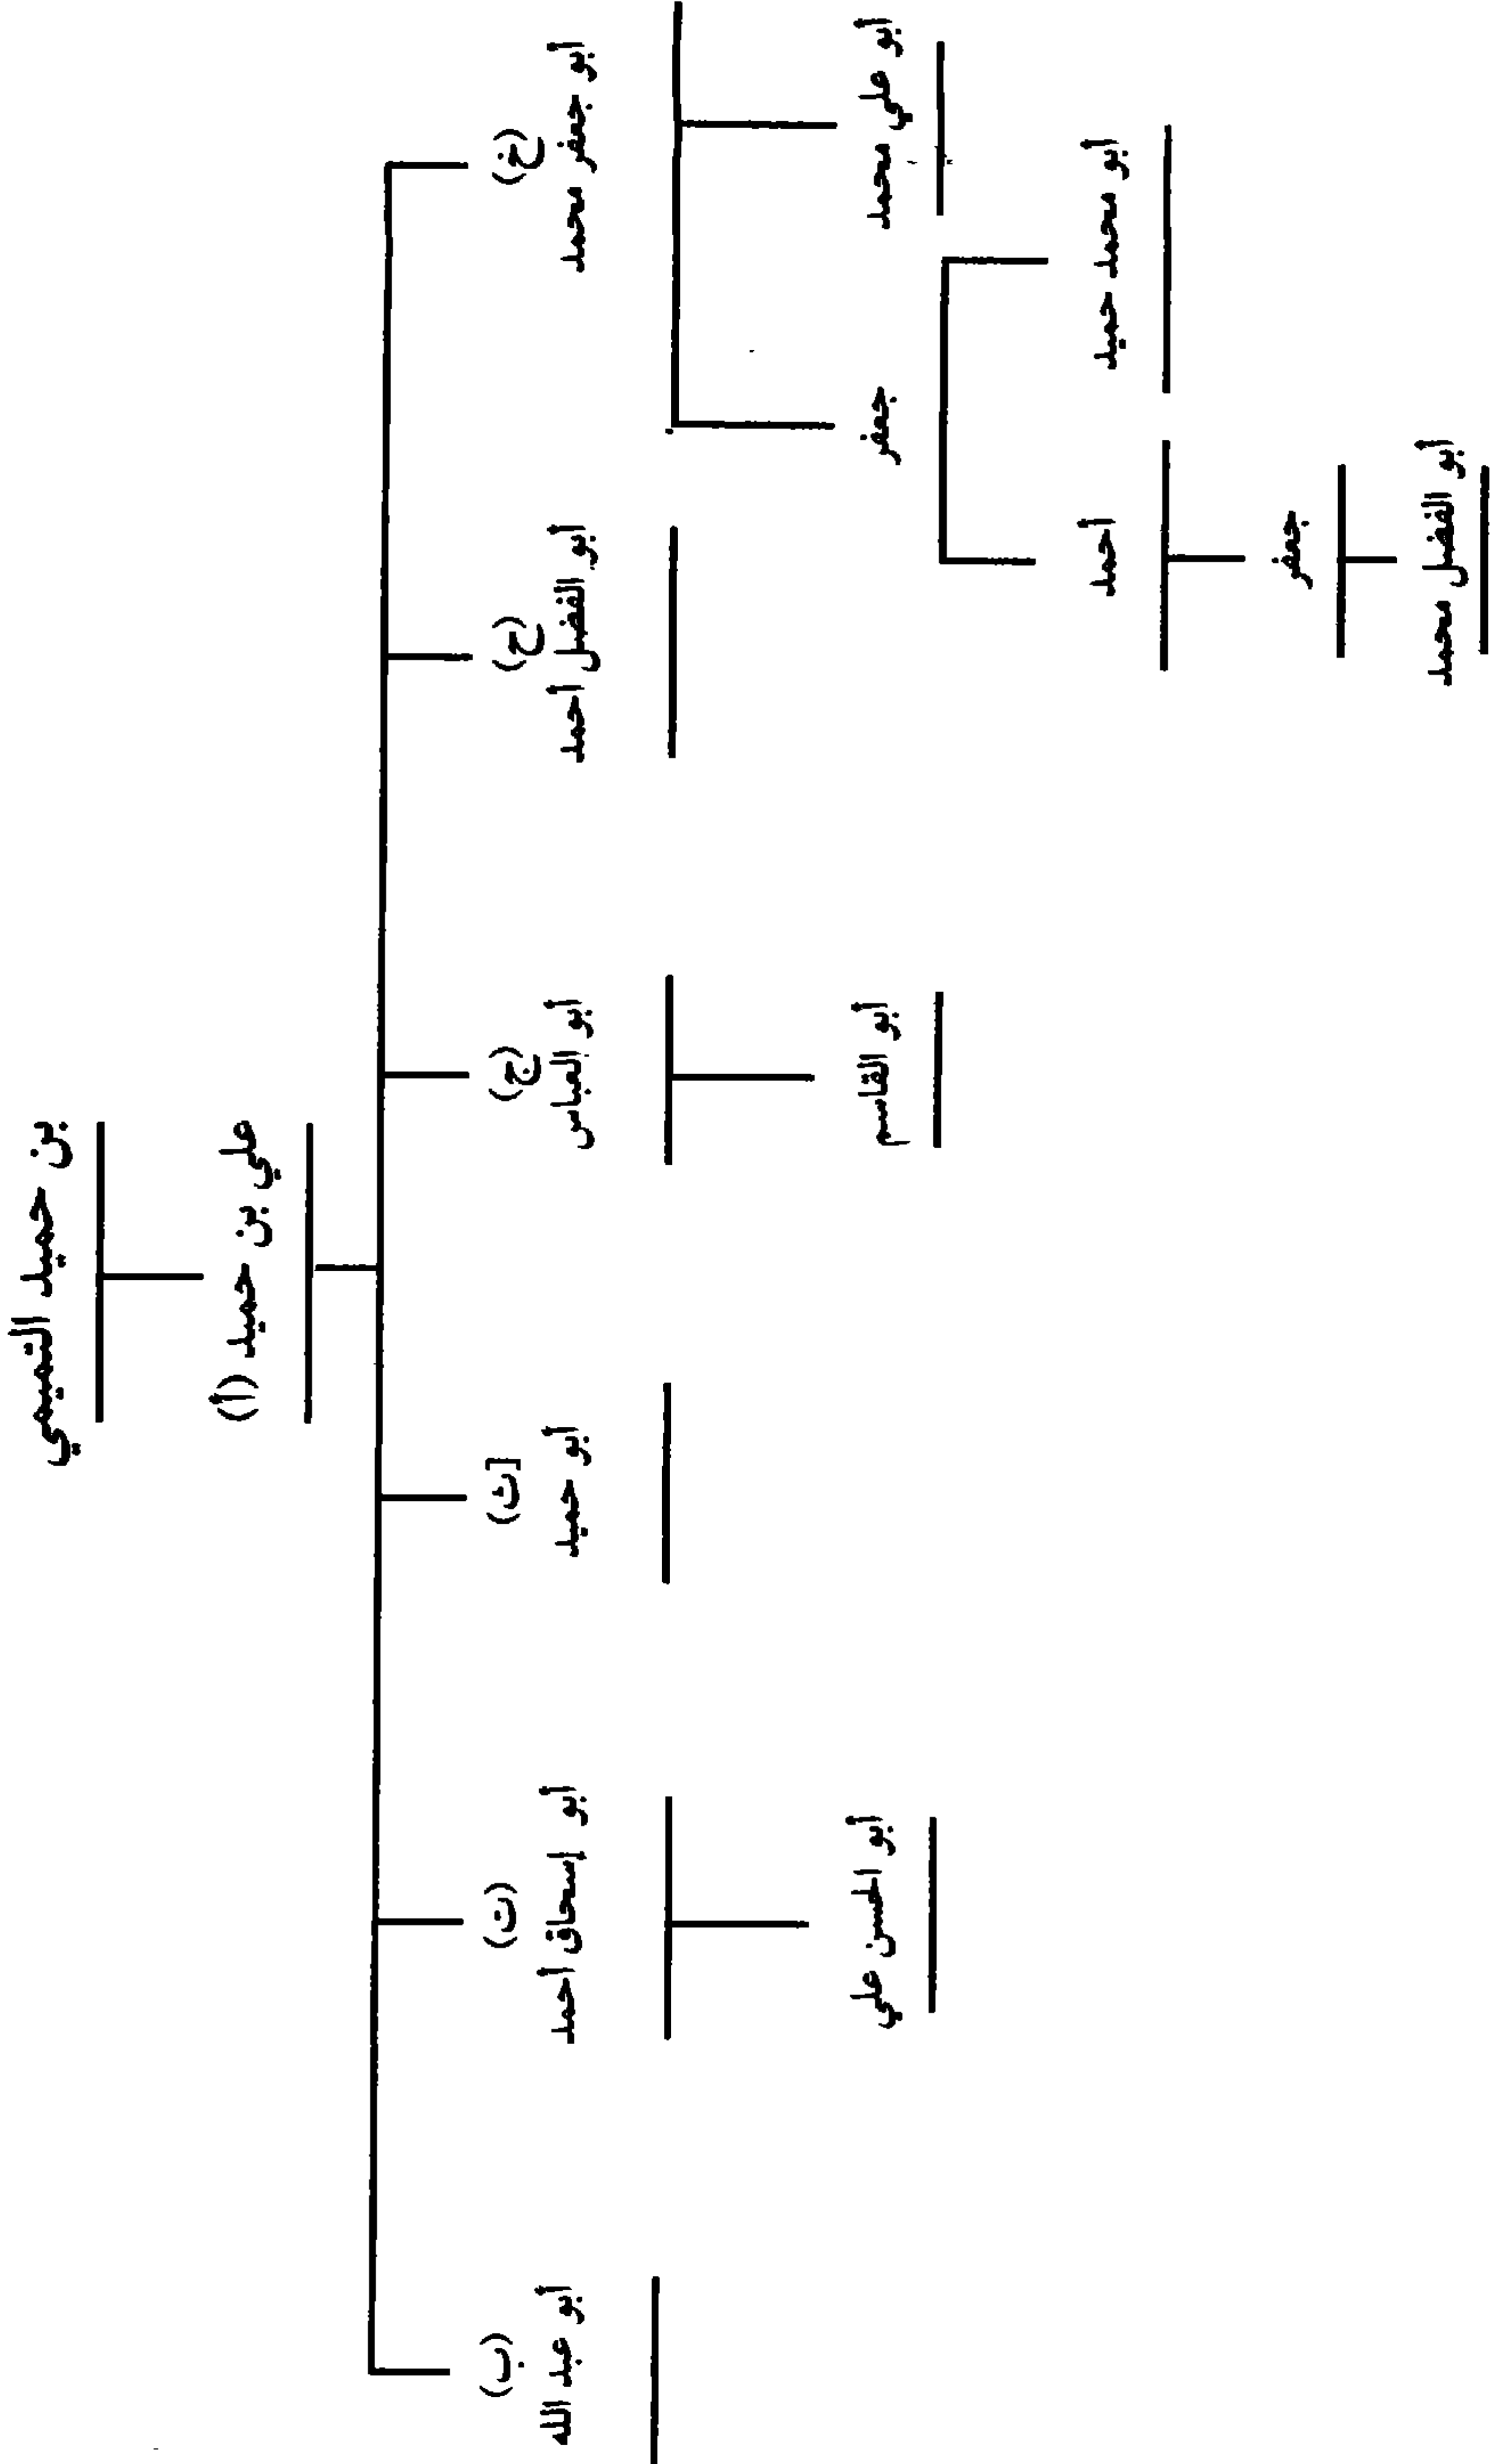 بن حميد التميمي
علي بن حميد (أ)
(خ)
أبو جعفر محمد
(ح)
أبو الفضل أحمد
(ج)
أبو العباس
[ث)
أبو حميد
(ت)
أبو إسحاق أحمد
(ب)
أبو عبد الله
أبو علي محمد
جعفر
أبو القاسم
أبو الحسن علي
أبو محمد حميد
أحمد
جعفر
أبو الفضل محمد